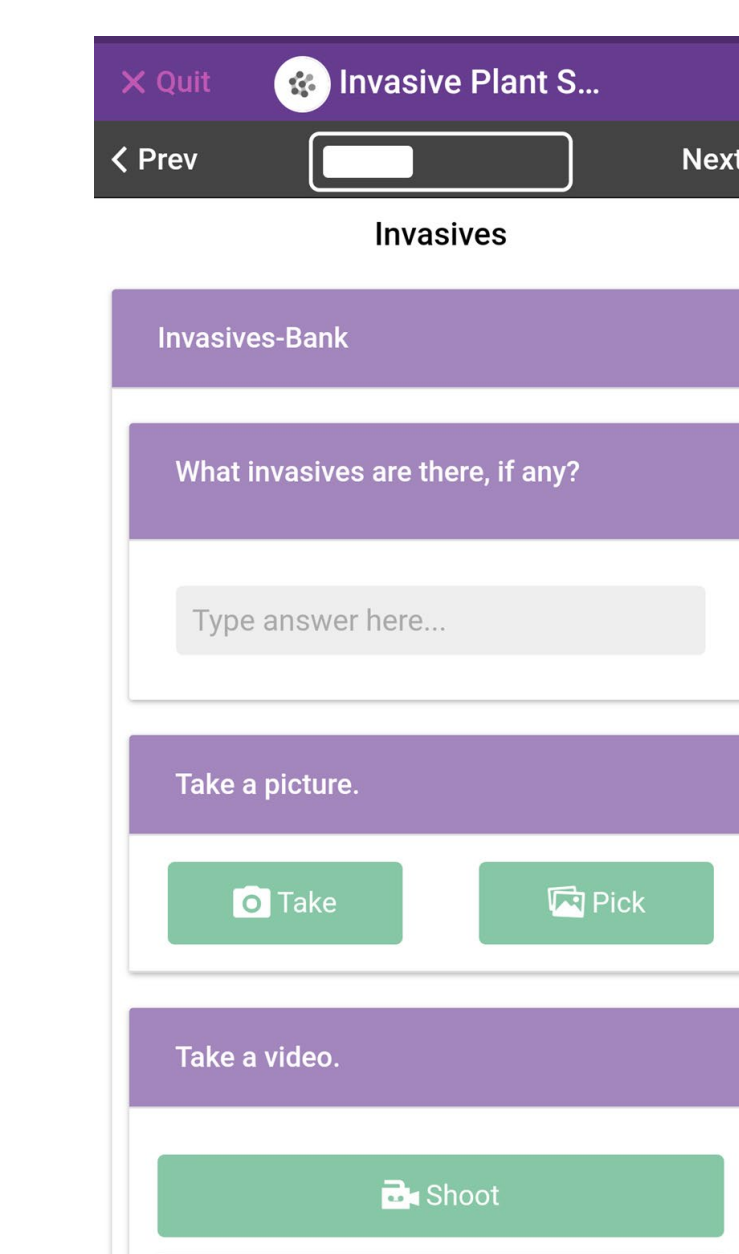 Quit
Invasive Plant S...
Prev
Next
Invasives
Invasives-Bank
What invasives are there, if any?
Type answer here...
Take a picture.
Take
Pick
Take a video.
Shoot